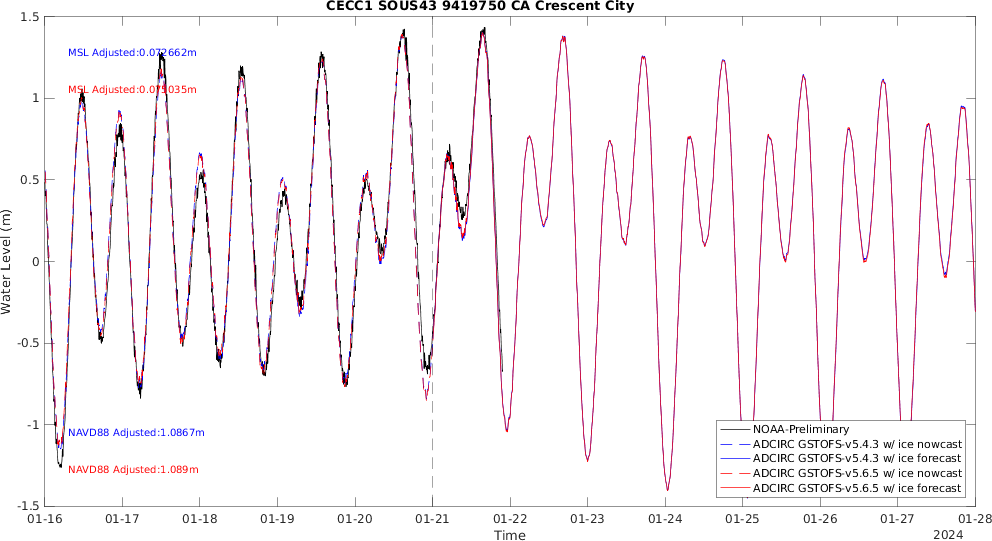 CECC1 SOUS43 9419750 CA Crescent City
1.5
1
0.5
0
-0.5
-1
-1.5
Water Level (m)
MSL Adjusted:0.072662m
MSL Adjusted:0.075035m
NAVD88 Adjusted:1.0867m
NAVD88 Adjusted:1.089m
NOAA-Preliminary
ADCIRC GSTOFS-v5.4.3 w/ ice nowcast
ADCIRC GSTOFS-v5.4.3 w/ ice forecast
ADCIRC GSTOFS-v5.6.5 w/ ice nowcast
ADCIRC GSTOFS-v5.6.5 w/ ice forecast
01-16 01-17 01-18 01-19 01-20 01-21 01-22 01-23 01-24 01-25 01-26 01-27 01-28
Time
2024